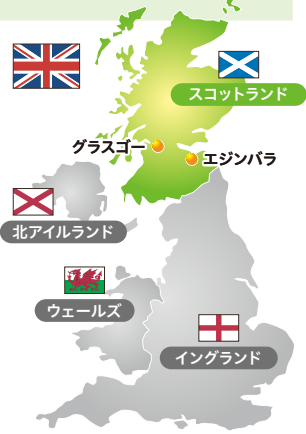 スコットランド
グラスゴー
エジンバラ
北アイルランド
ウェールズ
イングランド